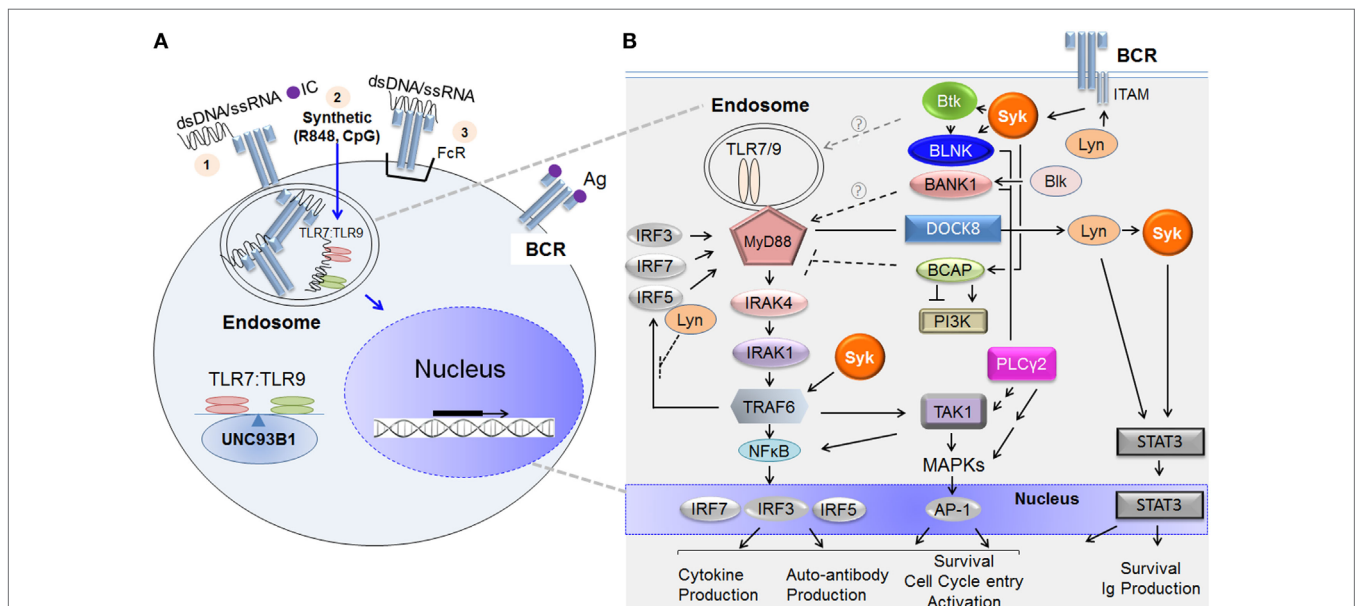 A
dsDNA/ssRNA
IC
2
Synthetic
(R848, CpG)
dsDNA/ssRNA
1
3
FcR
TLR7:TLR9
Ag
BCR
Endosome
Nucleus
TLR7:TLR9
UNC93B1
B
BCR
ITAM
Endosome
Btk
Syk
?
Lyn
TLR7/9
BLNK
BANK1
Blk
?
IRF3
MyD88
DOCK8
Lyn
Syk
IRF7
BCAP
IRF5
IRAK4
Lyn
PI3K
IRAK1
Syk
PLCγ2
TRAF6
TAK1
NFκB
STAT3
MAPKs
Nucleus
IRF7
IRF3
IRF5
AP-1
STAT3
Cytokine
Production
Auto-antibody
Production
Survival
Cell Cycle entry
Activation
Survival
Ig Production